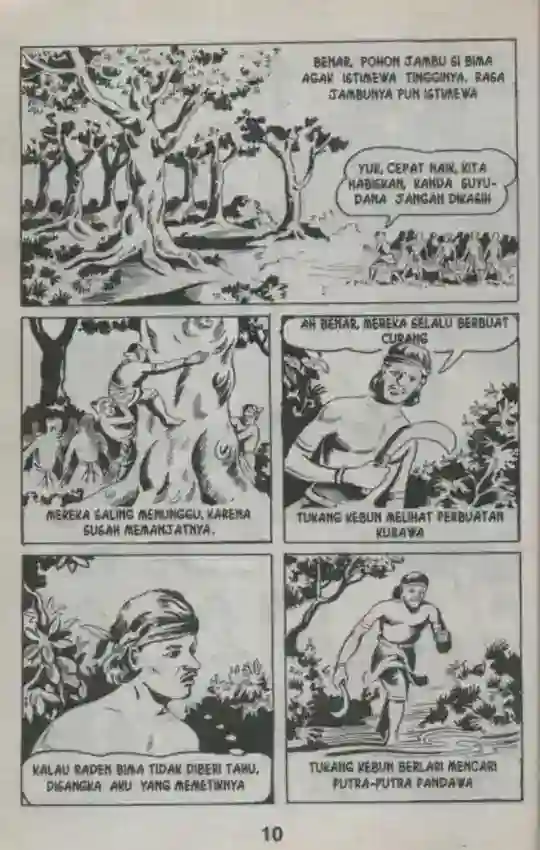 BENAR, POHON JAMBU SI BIMA
AGAK ISTIMEWA TINGGINYA. RASA
JAMBUNYA PUN ISTIMEWA
YUK, CEPAT NAIK, KITA
HABISKAN, KANDA SUYU-
DANA JANGAN DIKASIH
MEREKA SALING MENUNGGU, KARENA
SUSAH MEMANJATNYA.
AH BENAR, MEREKA SELALU BERBUAT
CURANG
TUKANG KEBUN MELIHAT PERBUATAN
KURAWA
KALAU RADEN BIMA TIDAK DIBERI TAHU,
DISANGKA AKU YANG MEMETIKNYA
TUKANG KEBUN BERLARI MENCARI
PUTRA-PUTRA PANDAWA
10